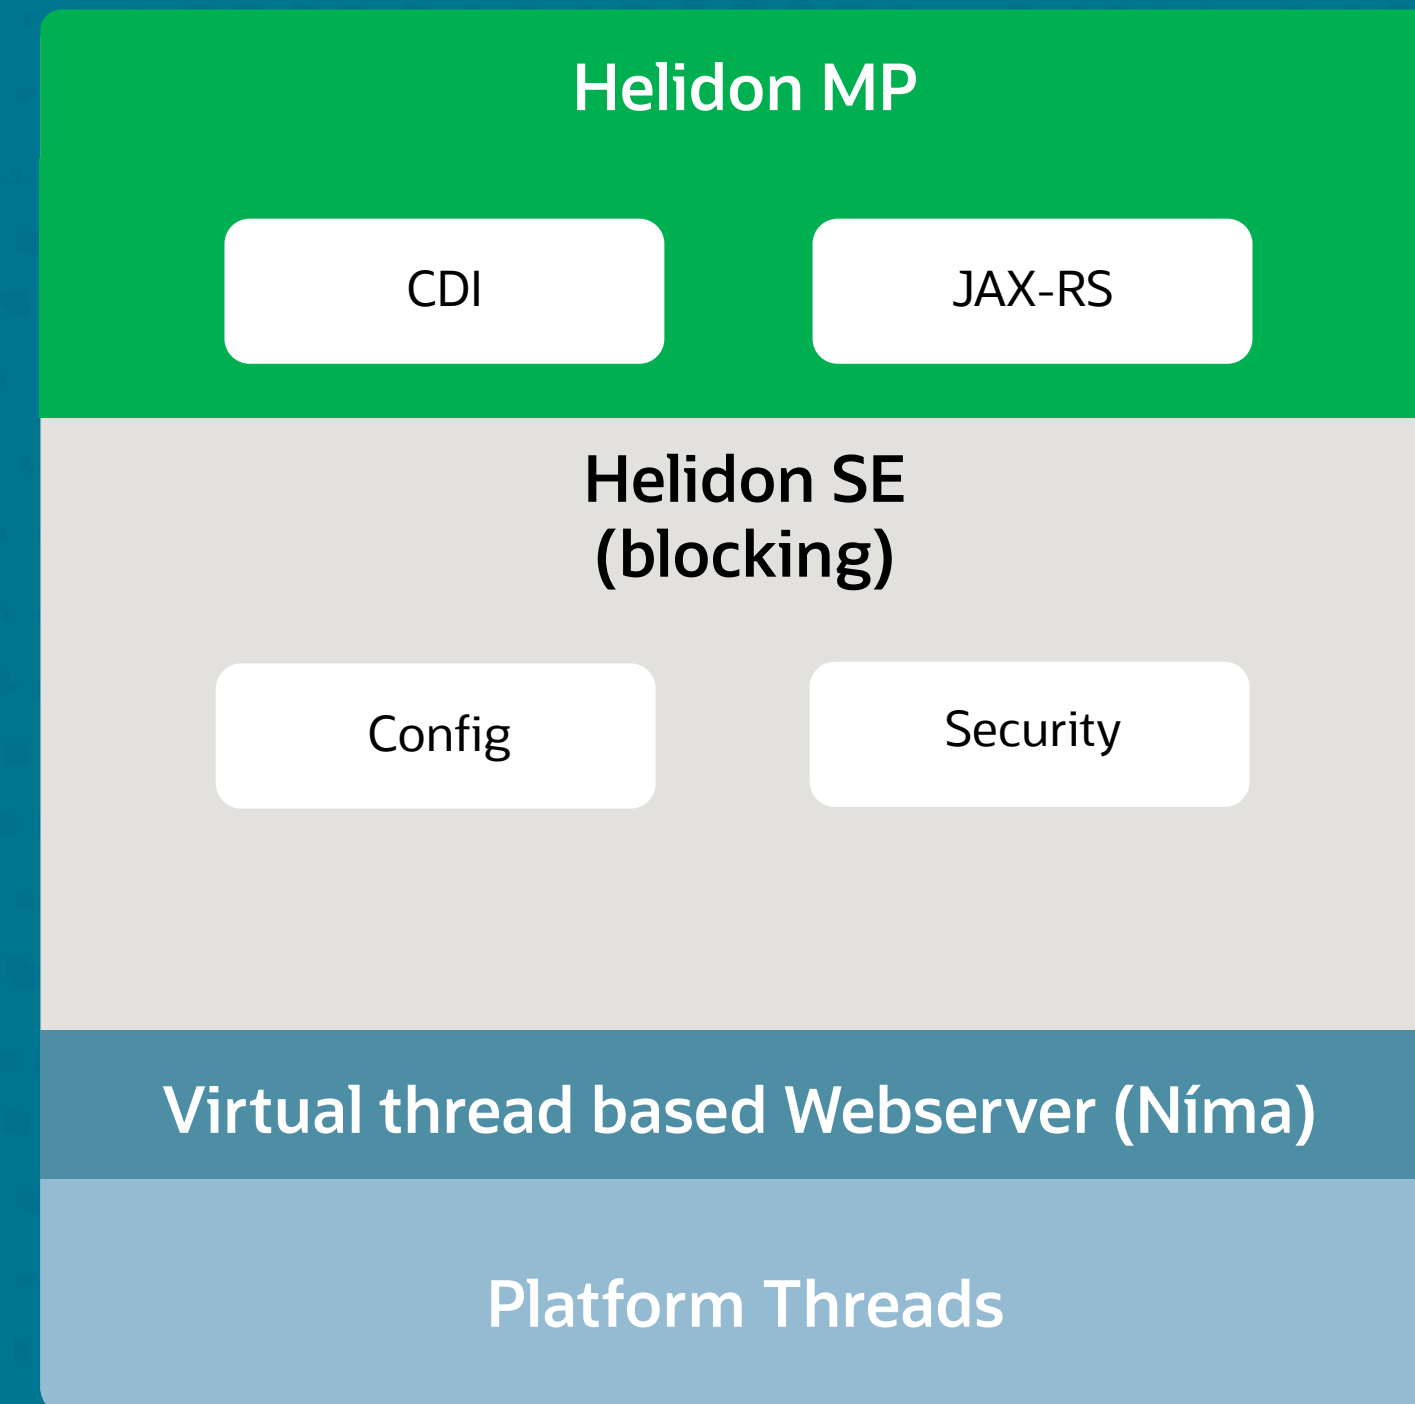 Helidon MP
CDI
JAX-RS
Helidon SE
(blocking)
Config
Security
Virtual thread based Webserver (Níma)
Platform Threads